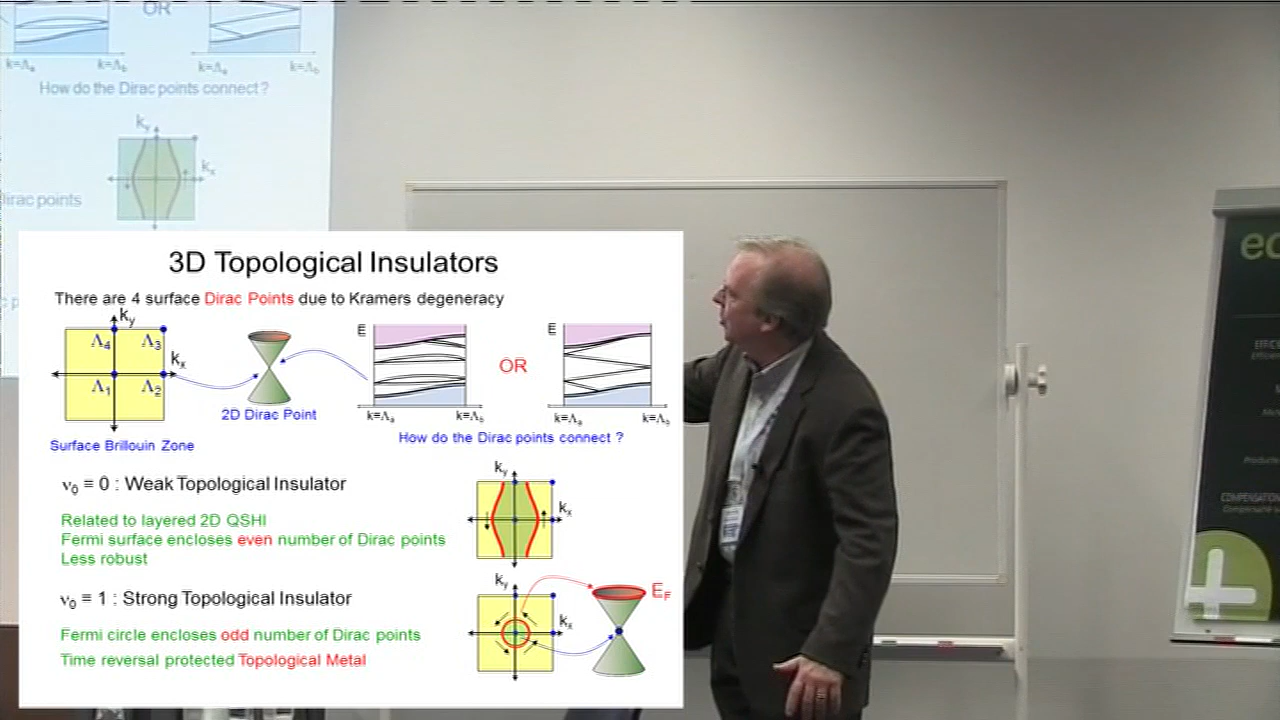 OR
k=Λa
k=Λb
k=Λa
k=Λb
How do the Dirac points connect ?
ky
kx
Dirac points
3D Topological Insulators
There are 4 surface Dirac Points due to Kramers degeneracy
ky
Λ4
Λ3
kx
Λ1
Λ2
Surface Brillouin Zone
2D Dirac Point
E
k=Λa
k=Λb
OR
E
k=Λa
k=Λb
How do the Dirac points connect ?
ν0 = 0 : Weak Topological Insulator
Related to layered 2D QSHI
Fermi surface encloses even number of Dirac points
Less robust
ky
kx
ν0 = 1 : Strong Topological Insulator
Fermi circle encloses odd number of Dirac points
Time reversal protected Topological Metal
ky
kx
EF